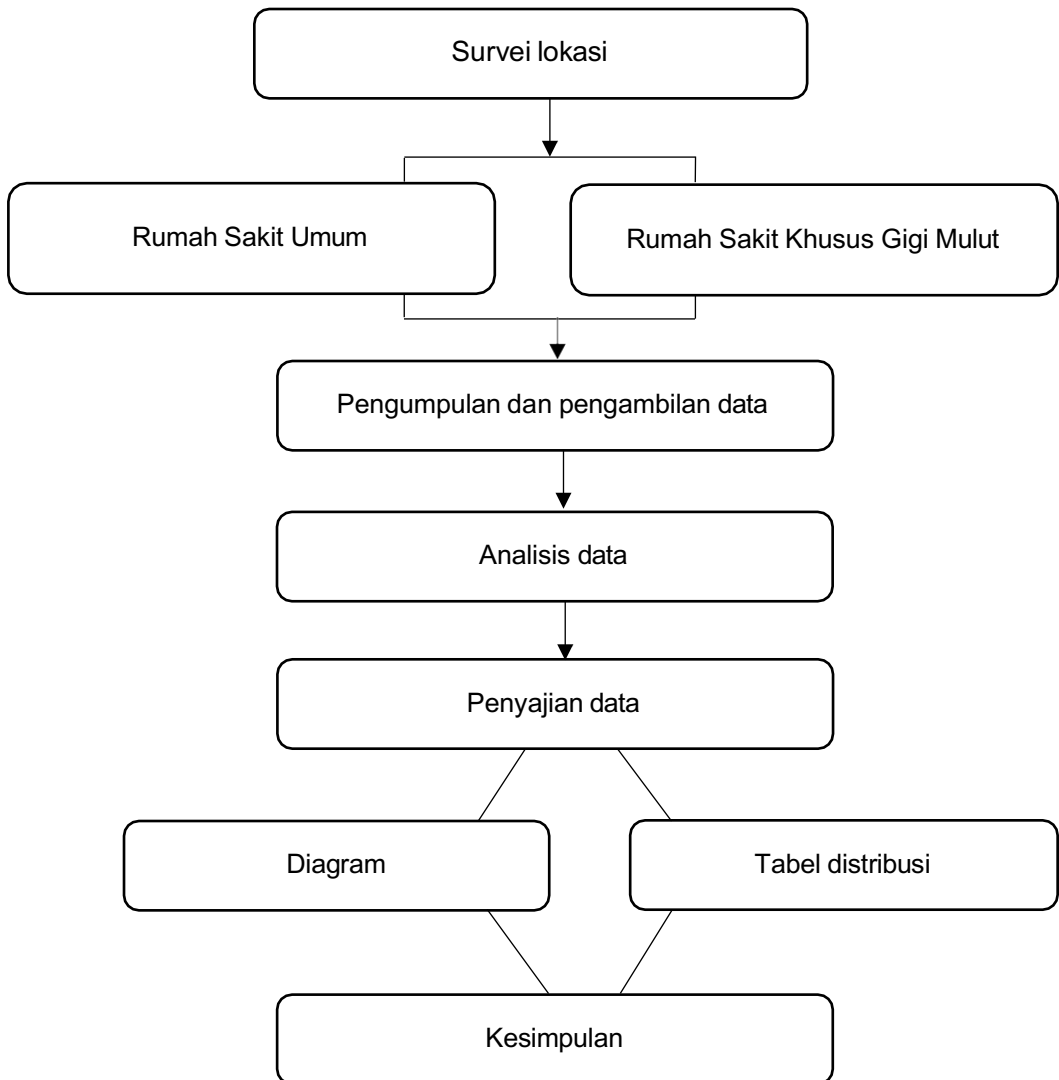 Survei lokasi
Rumah Sakit Umum
Rumah Sakit Khusus Gigi Mulut
Pengumpulan dan pengambilan data
Analisis data
Penyajian data
Diagram
Tabel distribusi
Kesimpulan